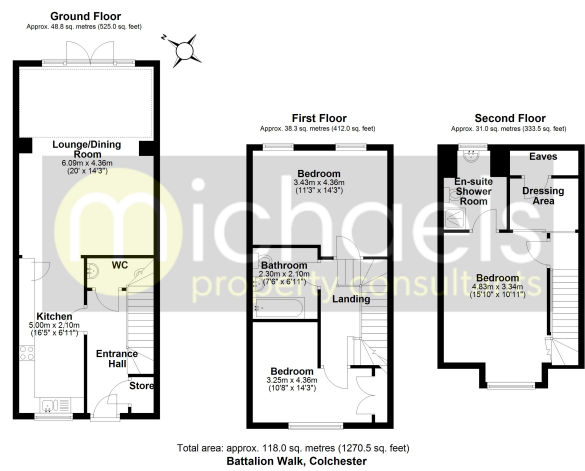 Ground Floor
Approx. 48.8 sq. metres (525.0 sq. feet)
N
Lounge/Dining
Room
6.09m x 4.36m
(20' x 14'3")
WC
Kitchen
5.00m x 2.10m
(16'5" x 6'11")
Entrance
Hall
Store
First Floor
Approx. 38.3 sq. metres (412.0 sq. feet)
Bedroom
3.43m x 4.36m
(11'3" x 14'3")
Bathroom
2.30m x 2.10m
(7'6" x 6'11")
Landing
Bedroom
3.25m x 4.36m
(10'8" x 14'3")
Second Floor
Approx. 31.0 sq. metres (333.5 sq. feet)
Eaves
En-suite
Shower
Room
Dressing
Area
Bedroom
4.83m x 3.34m
(15'10" x 10'11")
michaels
property consultants
Total area: approx. 118.0 sq. metres (1270.5 sq. feet)
Battalion Walk, Colchester